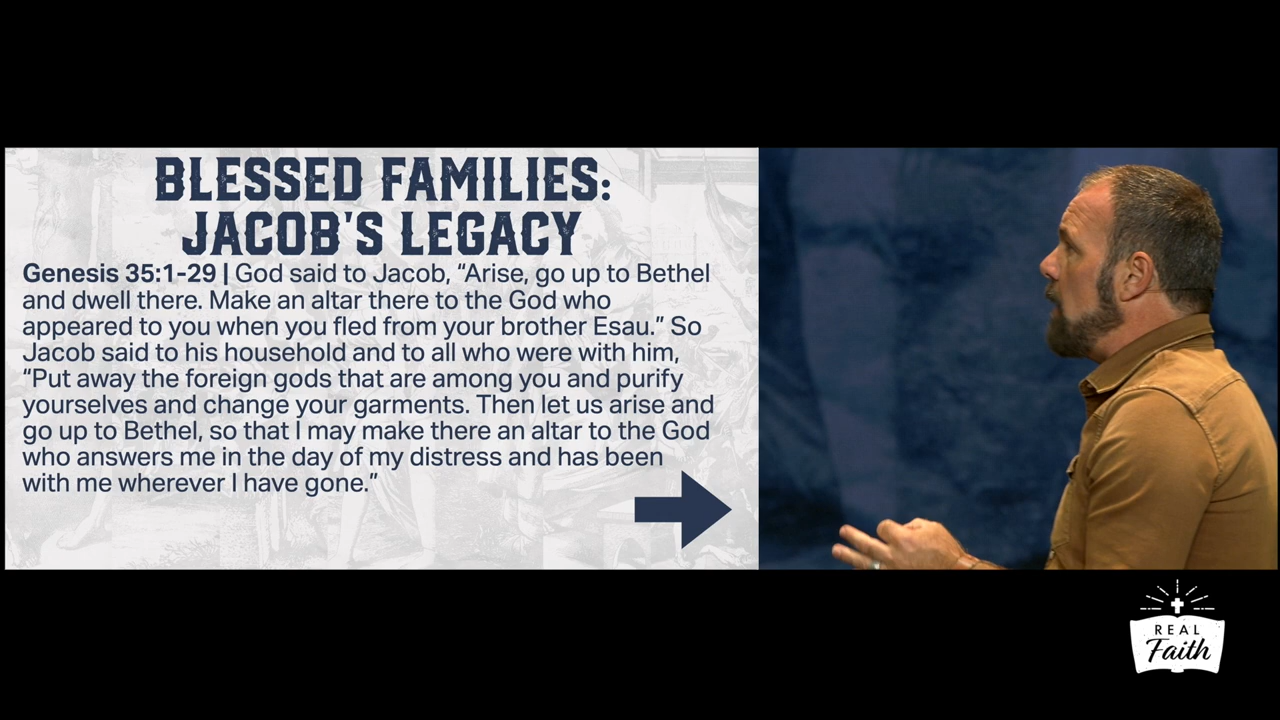 BLESSED FAMILIES:
JACOB'S LEGACY
Genesis 35:1-29 | God said to Jacob, “Arise, go up to Bethel
and dwell there. Make an altar there to the God who
appeared to you when you fled from your brother Esau.” So
Jacob said to his household and to all who were with him,
“Put away the foreign gods that are among you and purify
yourselves and change your garments. Then let us arise and
go up to Bethel, so that I may make there an altar to the God
who answers me in the day of my distress and has been
with me wherever I have gone.”
REAL
Faith